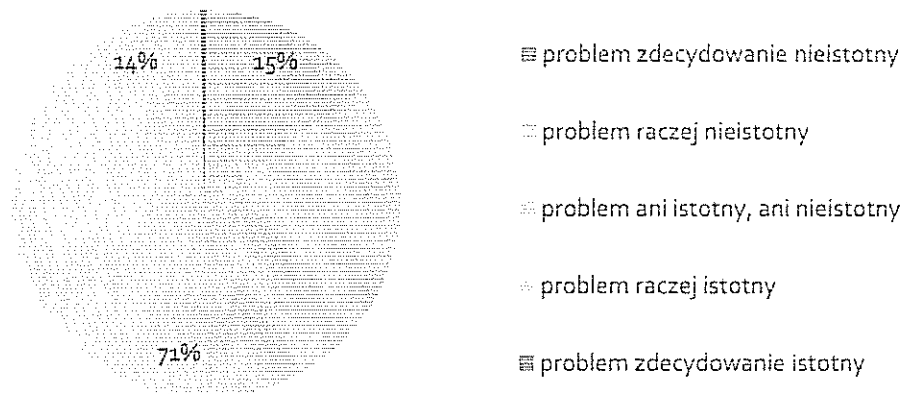 14%
15%
71%
problem zdecydowanie nieistotny
problem raczej nieistotny
problem ani istotny, ani nieistotny
problem raczej istotny
problem zdecydowanie istotny